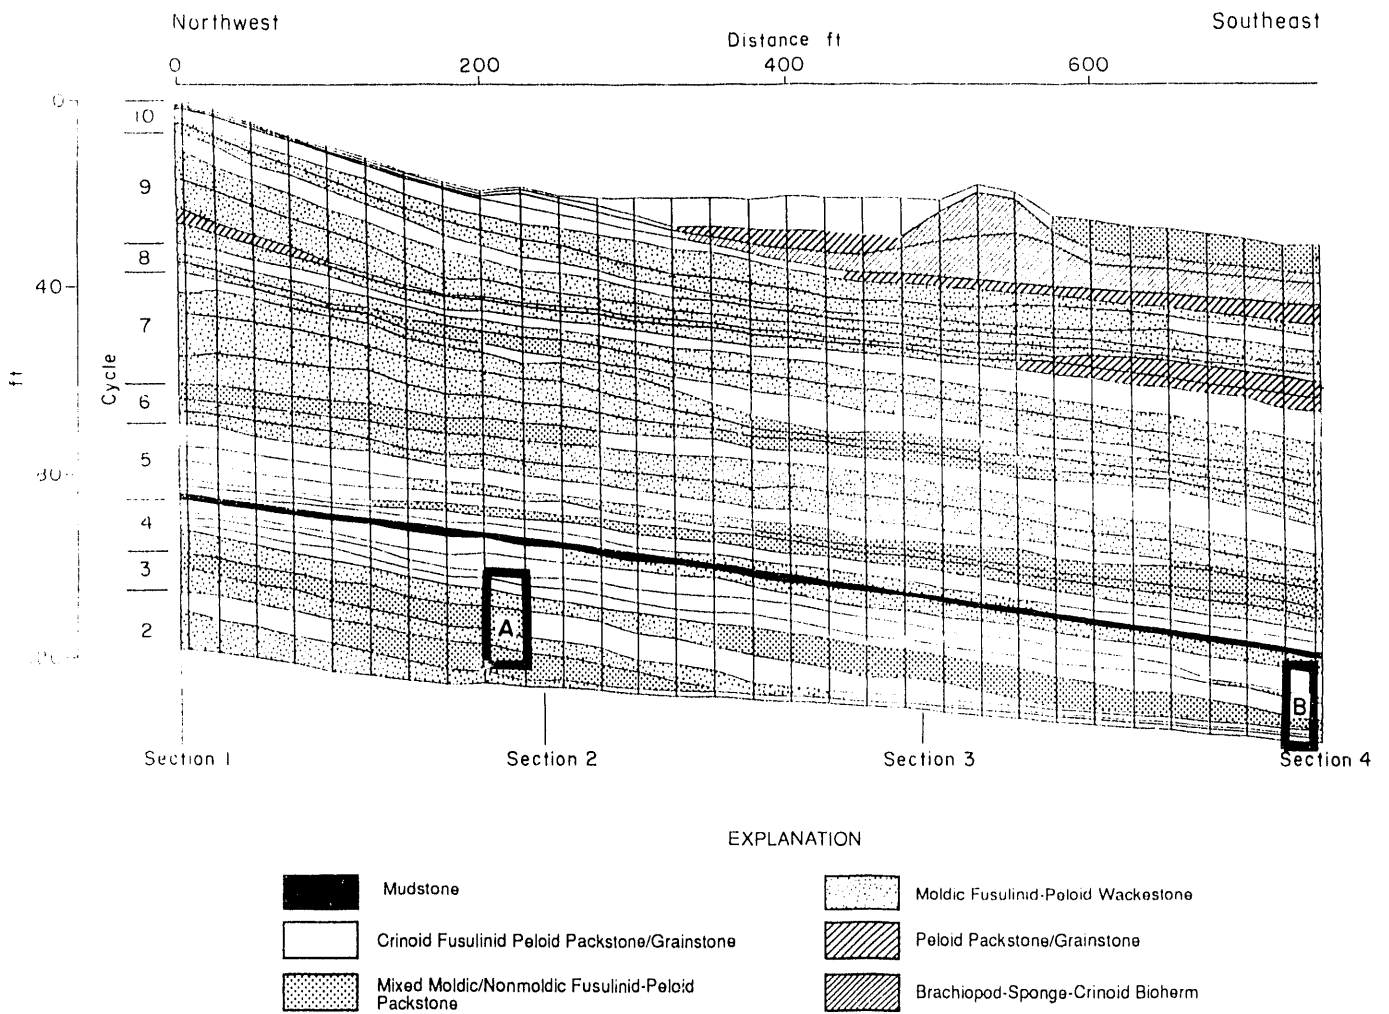 Northwest
Southeast
Distance ft
0
200
400
600
0
40
80
ft
Cycle
10
9
8
7
6
5
4
3
2
A
B
Section 1
Section 2
Section 3
Section 4
EXPLANATION
Mudstone
Crinoid Fusulinid Peloid Packstone/Grainstone
Mixed Moldic/Nonmoldic Fusulinid-Peloid
Packstone
Moldic Fusulinid-Peloid Wackestone
Peloid Packstone/Grainstone
Brachiopod-Sponge-Crinoid Bioherm